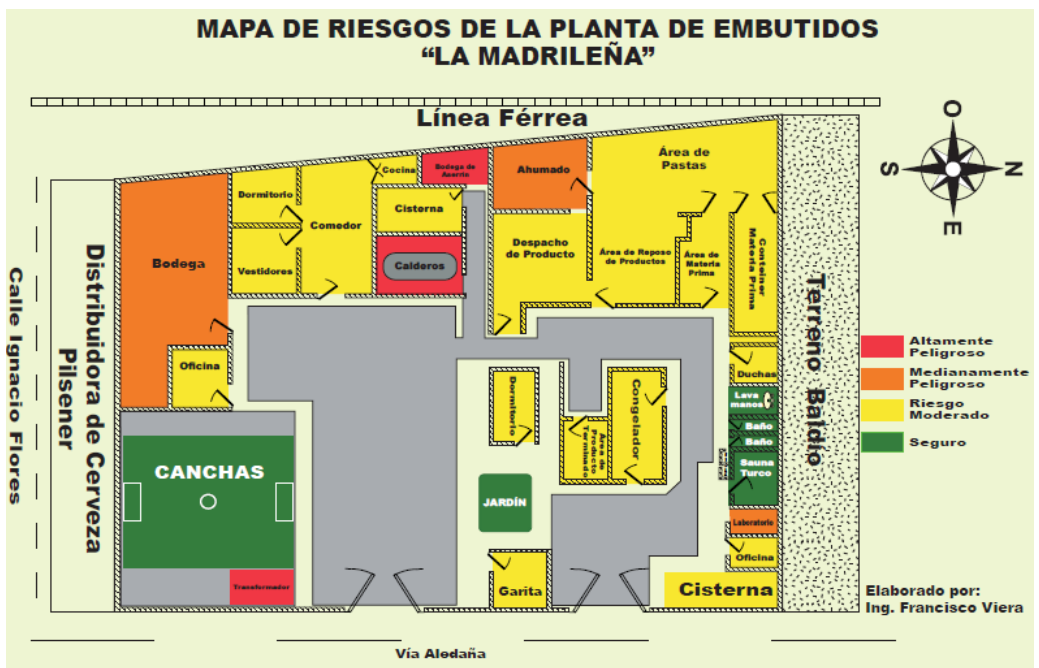 MAPA DE RIESGOS DE LA PLANTA DE EMBUTIDOS
“LA MADRILEÑA”
Línea Férrea
O
S
N
E
Calle Ignacio Flores
Distribuidora de Cerveza
Pilsener
Bodega
Dormitorio
Vestidores
Comedor
Cocina
Cisterna
Calderos
Bodega de
Aserrin
Ahumado
Despacho
de Producto
Área de
Pastas
Área de Reposo
de Productos
Área de
Materia
Prima
Conteiner
Materia Prima
Terreno Baldío
Oficina
Dormitorio
Área de
Producto
Terminado
Congelador
Duchas
Lava
manos
Baño
Baño
Sauna
Turco
Laboratorio
Oficina
Cisterna
CANCHAS
JARDÍN
Transformador
Garita
Altamente
Peligroso
Medianamente
Peligroso
Riesgo
Moderado
Seguro
Elaborado por:
Ing. Francisco Viera
Vía Aledaña